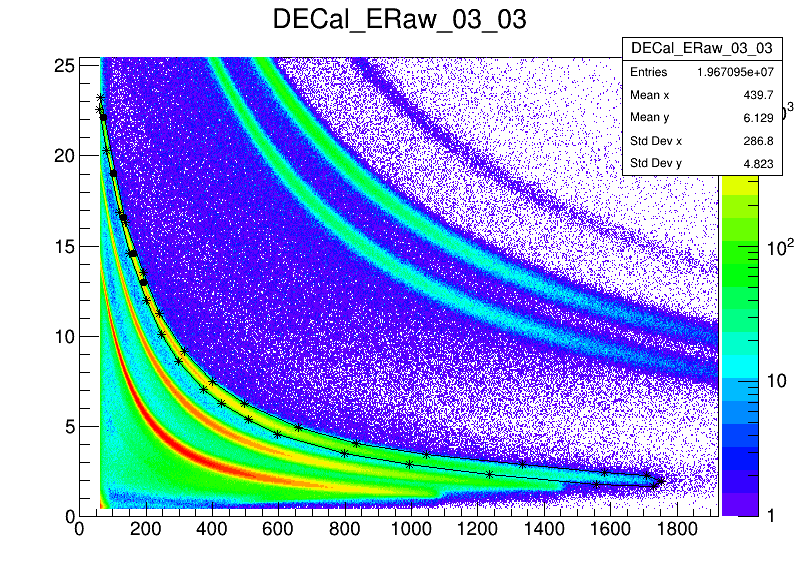 DECal_ERaw_03_03
DECal_ERaw_03_03
Entries 1.967095e+07
Mean x 439.7
Mean y 6.129
Std Dev x 286.8
Std Dev y 4.823
25
20
15
10
5
0
0 200 400 600 800 1000 1200 1400 1600 1800
10²
10
1